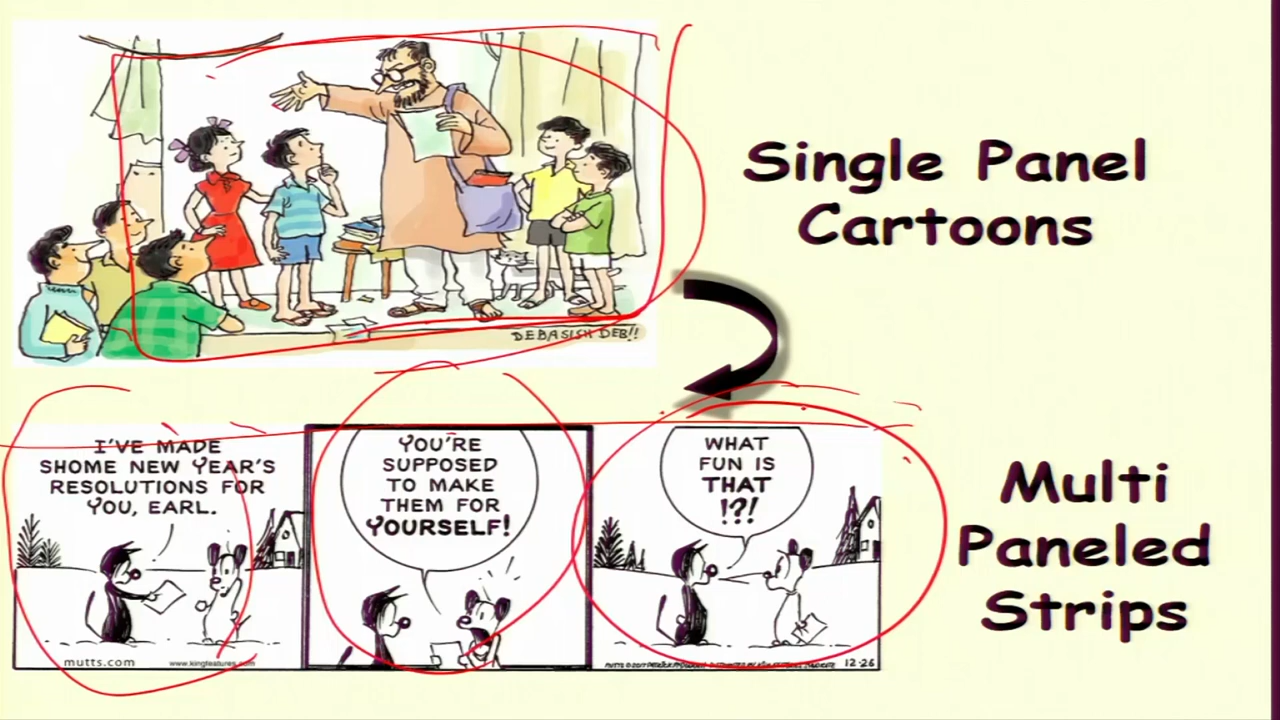 Single Panel
Cartoons
DEBASISH DEB!!
I'VE MADE
SHOME NEW YEAR'S
RESOLUTIONS FOR
YOU, EARL.
YOU'RE
SUPPOSED
TO MAKE
THEM FOR
YOURSELF!
WHAT
FUN IS
THAT
!?!
mutts.com
www.kingfeatures.com
12-26
Multi
Paneled
Strips